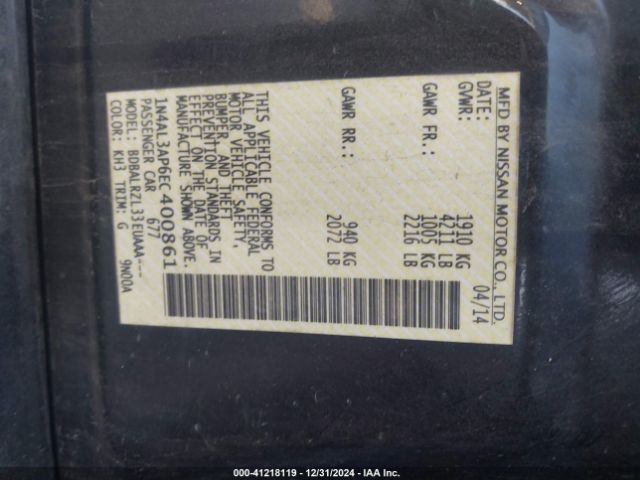 MFD BY NISSAN MOTOR CO., LTD.
DATE: 04/14
GVWR: 1910 KG
4211 LB
GAWR FR.: 1005 KG
2216 LB
GAWR RR.: 940 KG
2072 LB
THIS VEHICLE CONFORMS TO
ALL APPLICABLE FEDERAL
MOTOR VEHICLE SAFETY,
BUMPER AND THEFT
PREVENTION STANDARDS IN
EFFECT ON THE DATE OF
MANUFACTURE SHOWN ABOVE.
1N4AL3AP6EC400861
PASSENGER CAR 677
MODEL: BDBALRZL33EUAAA---
COLOR: KH3 TRIM: G 9N00A
00-41218119 - 12/31/2024 - IAA Inc.